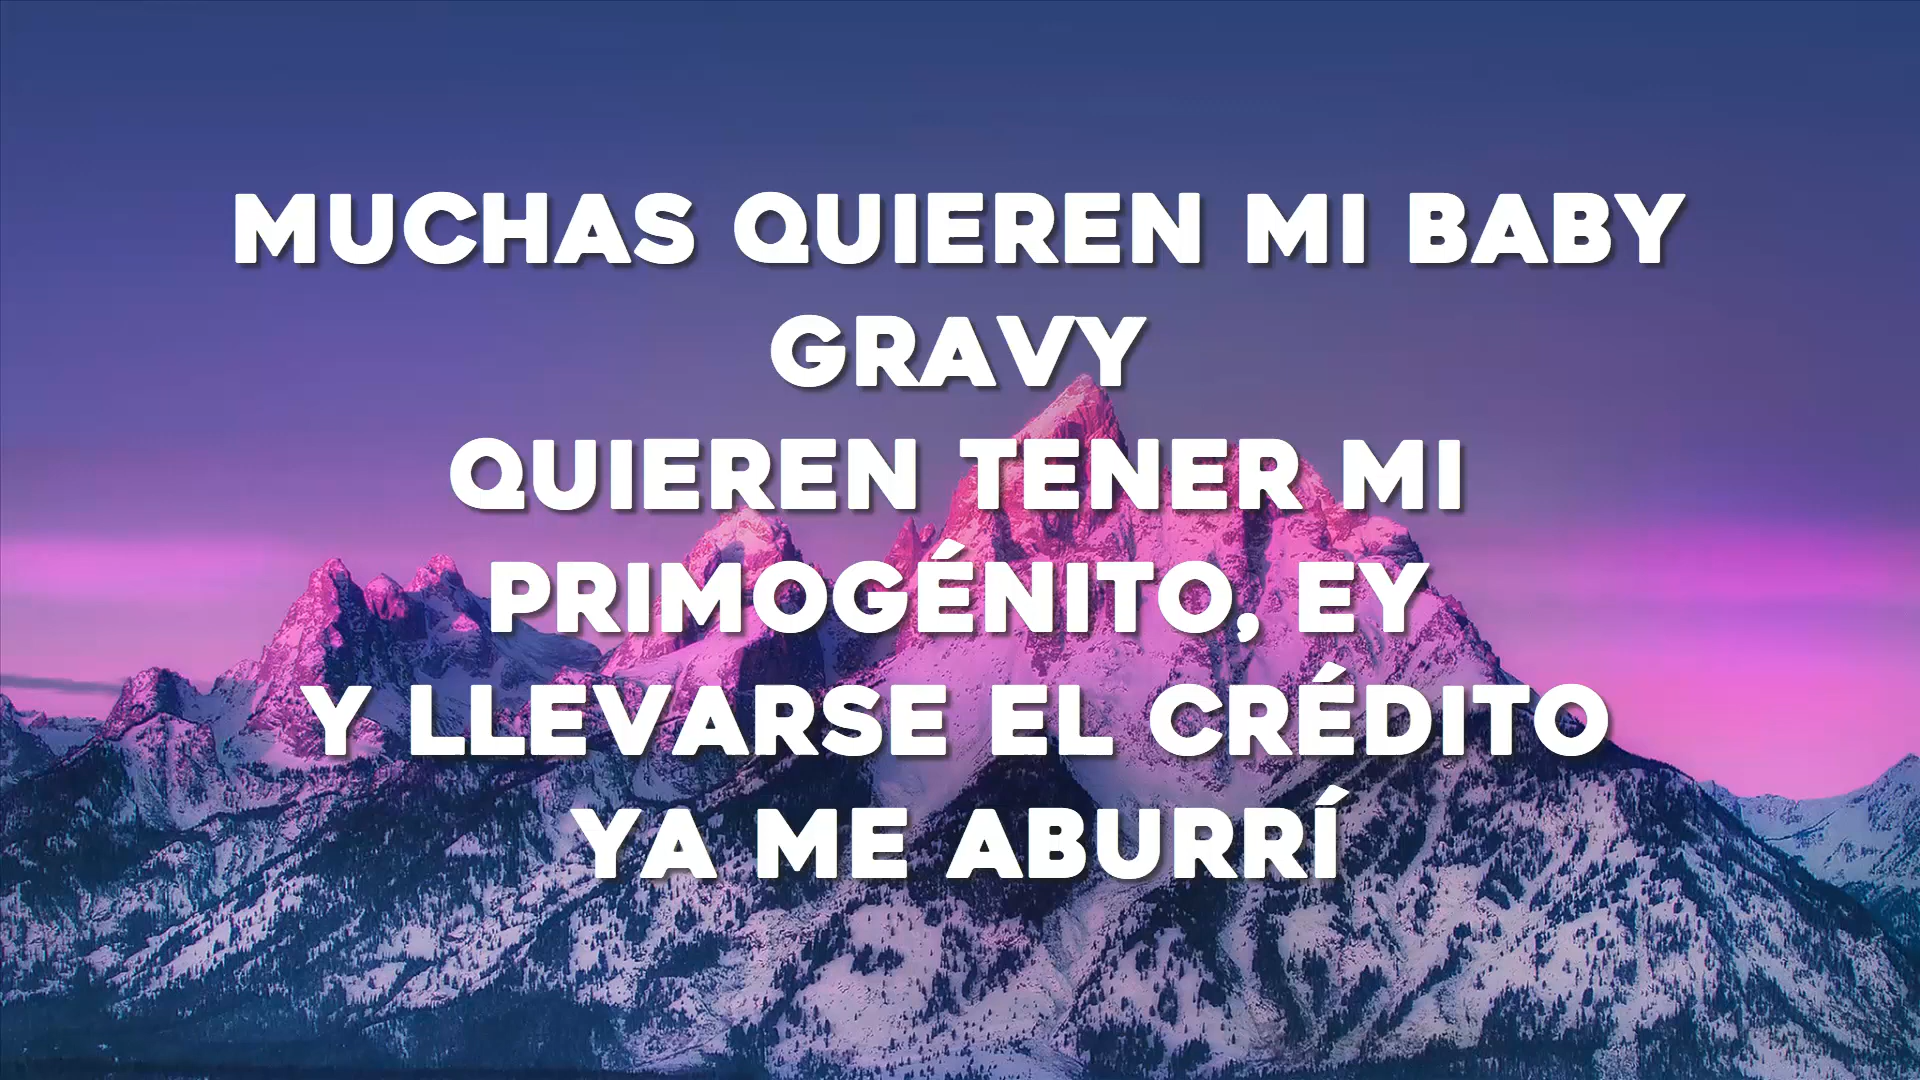 MUCHAS QUIEREN MI BABY
GRAVY
QUIEREN TENER MI
PRIMOGÉNITO, EY
Y LLEVARSE EL CRÉDITO
YA ME ABURRÍ